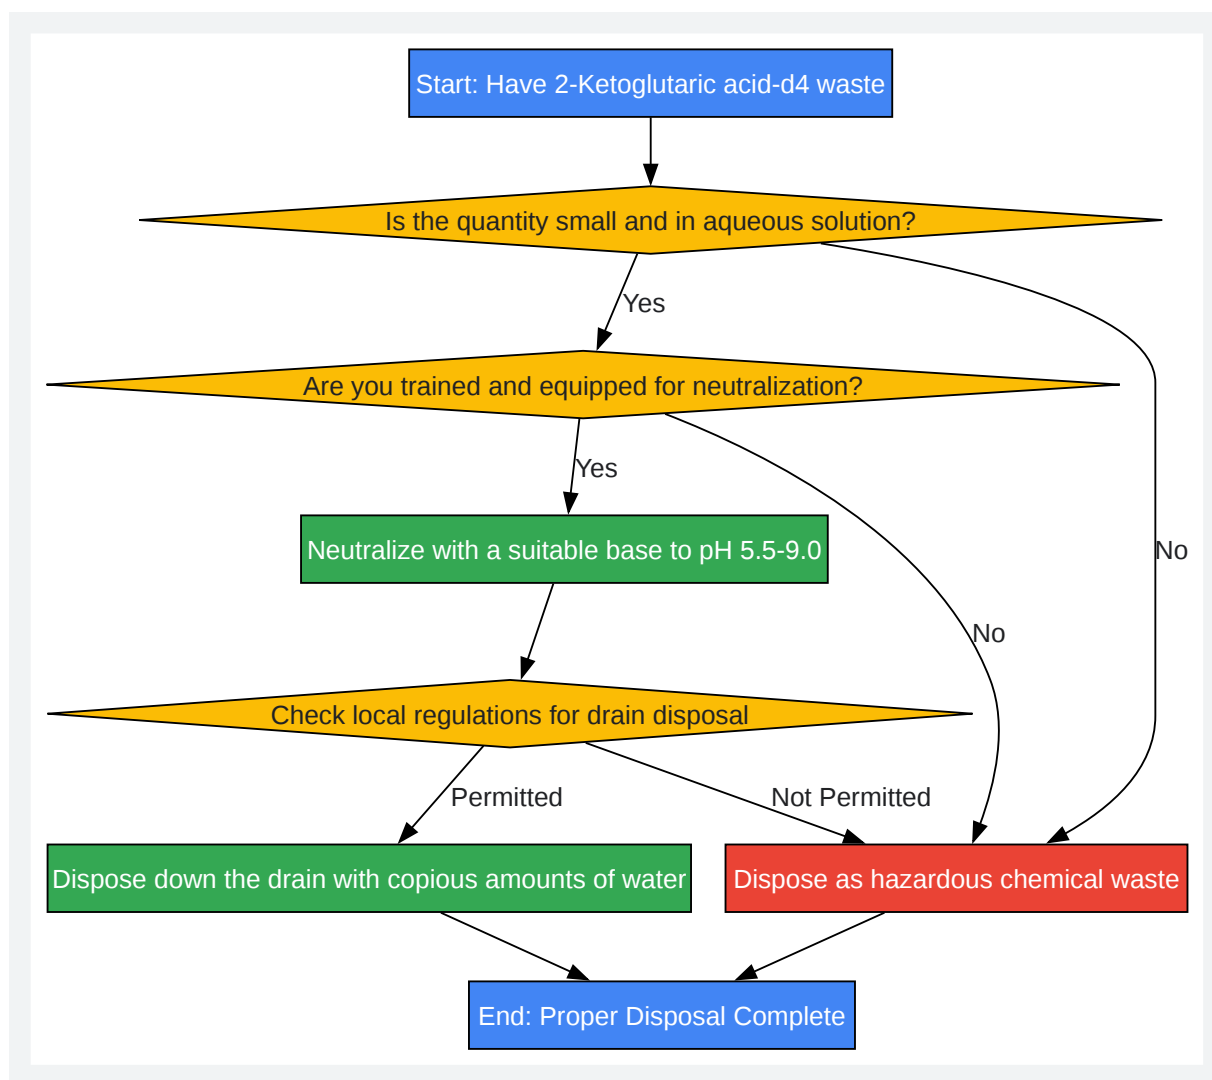 Start: Have 2-Ketoglutaric acid-d4 waste
Is the quantity small and in aqueous solution?
Yes
Are you trained and equipped for neutralization?
Yes
Neutralize with a suitable base to pH 5.5-9.0
No
No
Check local regulations for drain disposal
Permitted
Not Permitted
Dispose down the drain with copious amounts of water
Dispose as hazardous chemical waste
End: Proper Disposal Complete